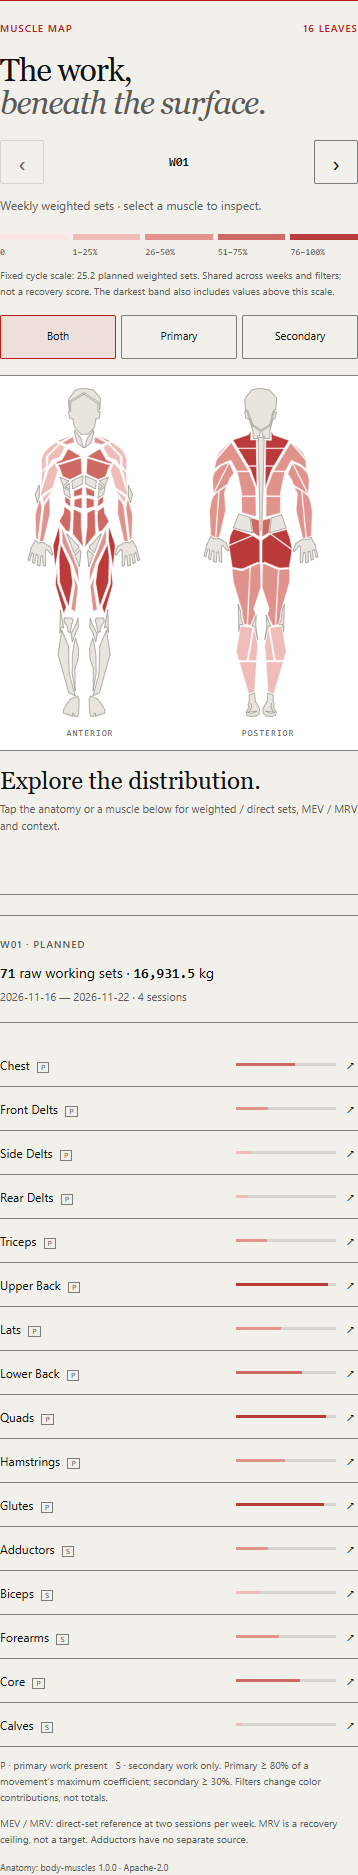 MUSCLE MAP
16 LEAVES
The work,
beneath the surface.
‹
W01
›
Weekly weighted sets · select a muscle to inspect.
0
1–25%
26–50%
51–75%
76–100%
Fixed cycle scale: 25.2 planned weighted sets. Shared across weeks and filters;
not a recovery score. The darkest band also includes values above this scale.
Both
Primary
Secondary
ANTERIOR
POSTERIOR
Explore the distribution.
Tap the anatomy or a muscle below for weighted / direct sets, MEV / MRV
and context.
W01 · PLANNED
71 raw working sets · 16,931.5 kg
2026-11-16 — 2026-11-22 · 4 sessions
Chest P ↗
Front Delts P ↗
Side Delts P ↗
Rear Delts P ↗
Triceps P ↗
Upper Back P ↗
Lats P ↗
Lower Back P ↗
Quads P ↗
Hamstrings P ↗
Glutes P ↗
Adductors S ↗
Biceps S ↗
Forearms S ↗
Core P ↗
Calves S ↗
P · primary work present S · secondary work only. Primary ≥ 80% of a
movement's maximum coefficient; secondary ≥ 30%. Filters change color
contributions, not totals.
MEV / MRV: direct-set reference at two sessions per week. MRV is a recovery
ceiling, not a target. Adductors have no separate source.
Anatomy: body-muscles 1.0.0 · Apache-2.0